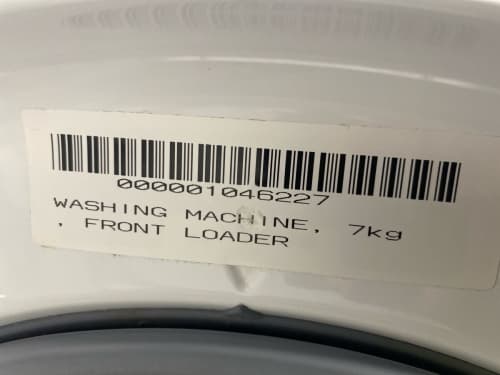 000001046227
WASHING MACHINE, 7kg
, FRONT LOADER